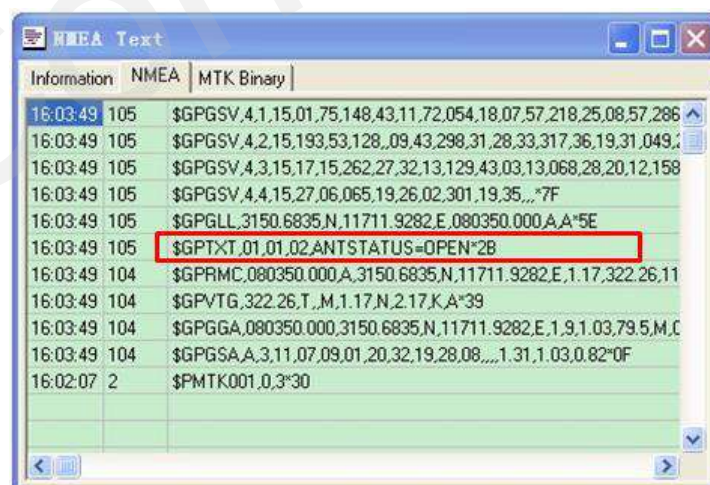 NMEA Text
Information NMEA MTK Binary
16:03:49 105 $GPGSV,4,1,15,01,75,148,43,11,72,054,18,07,57,218,25,08,57,286
16:03:49 105 $GPGSV,4,2,15,193,53,128,,09,43,298,31,28,33,317,36,19,31,049,
16:03:49 105 $GPGSV,4,3,15,17,15,262,27,32,13,129,43,03,13,068,28,20,12,158
16:03:49 105 $GPGSV,4,4,15,27,06,065,19,26,02,301,19,35,,,*7F
16:03:49 105 $GPGLL,3150.6835,N,11711.9282,E,080350.000,A,A*5E
16:03:49 105 $GPTXT,01,01,02,ANTSTATUS=OPEN*2B
16:03:49 104 $GPRMC,080350.000,A,3150.6835,N,11711.9282,E,1.17,322.26,11
16:03:49 104 $GPVTG,322.26,T,,M,1.17,N,2.17,K,A*39
16:03:49 104 $GPGGA,080350.000,3150.6835,N,11711.9282,E,1,9,1.03,79.5,M,
16:03:49 104 $GPGSA,A,3,11,07,09,01,20,32,19,28,08,,,,1.31,1.03,0.82*0F
16:02:07 2 $PMTK001,0,3*30